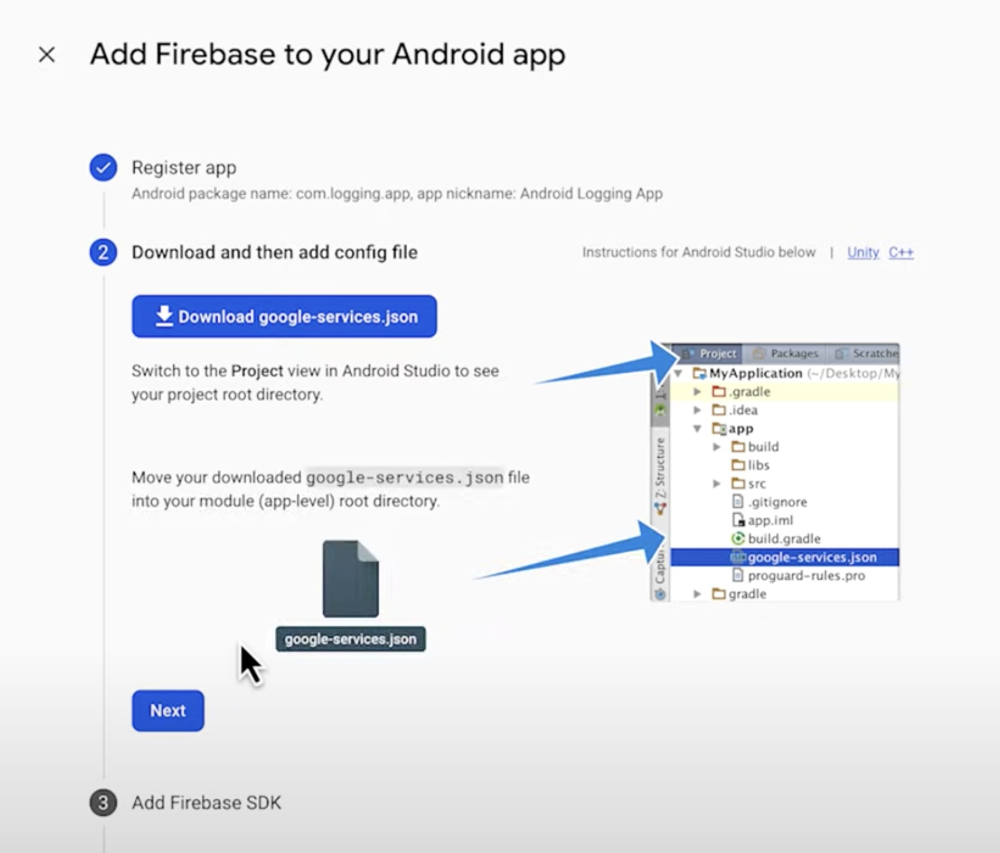 Add Firebase to your Android app
Register app
Android package name: com.logging.app, app nickname: Android Logging App
2
Download and then add config file
Instructions for Android Studio below | Unity C++
Download google-services.json
Switch to the Project view in Android Studio to see
your project root directory.
Move your downloaded google-services.json file
into your module (app-level) root directory.
google-services.json
Project Packages Scratche
MyApplication (~/Desktop/My
.gradle
.idea
app
build
libs
src
.gitignore
app.iml
build.gradle
google-services.json
proguard-rules.pro
gradle
Z: Structure
Captur
Next
3
Add Firebase SDK